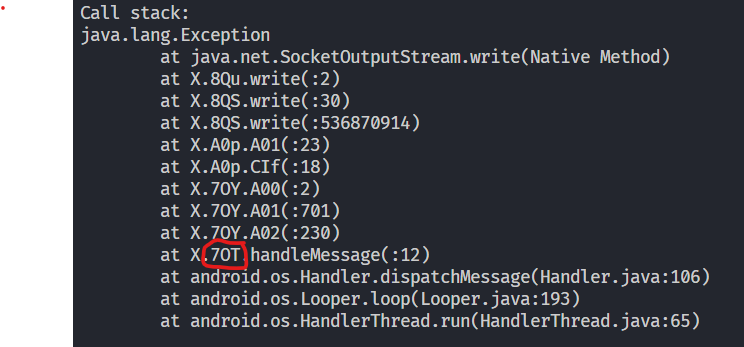 Call stack:
java.lang.Exception
at java.net.SocketOutputStream.write(Native Method)
at X.8Qu.write(:2)
at X.8QS.write(:30)
at X.8QS.write(:536870914)
at X.A0p.A01(:23)
at X.A0p.CIf(:18)
at X.7OY.A00(:2)
at X.7OY.A01(:701)
at X.7OY.A02(:230)
at X.7OT.handleMessage(:12)
at android.os.Handler.dispatchMessage(Handler.java:106)
at android.os.Looper.loop(Looper.java:193)
at android.os.HandlerThread.run(HandlerThread.java:65)